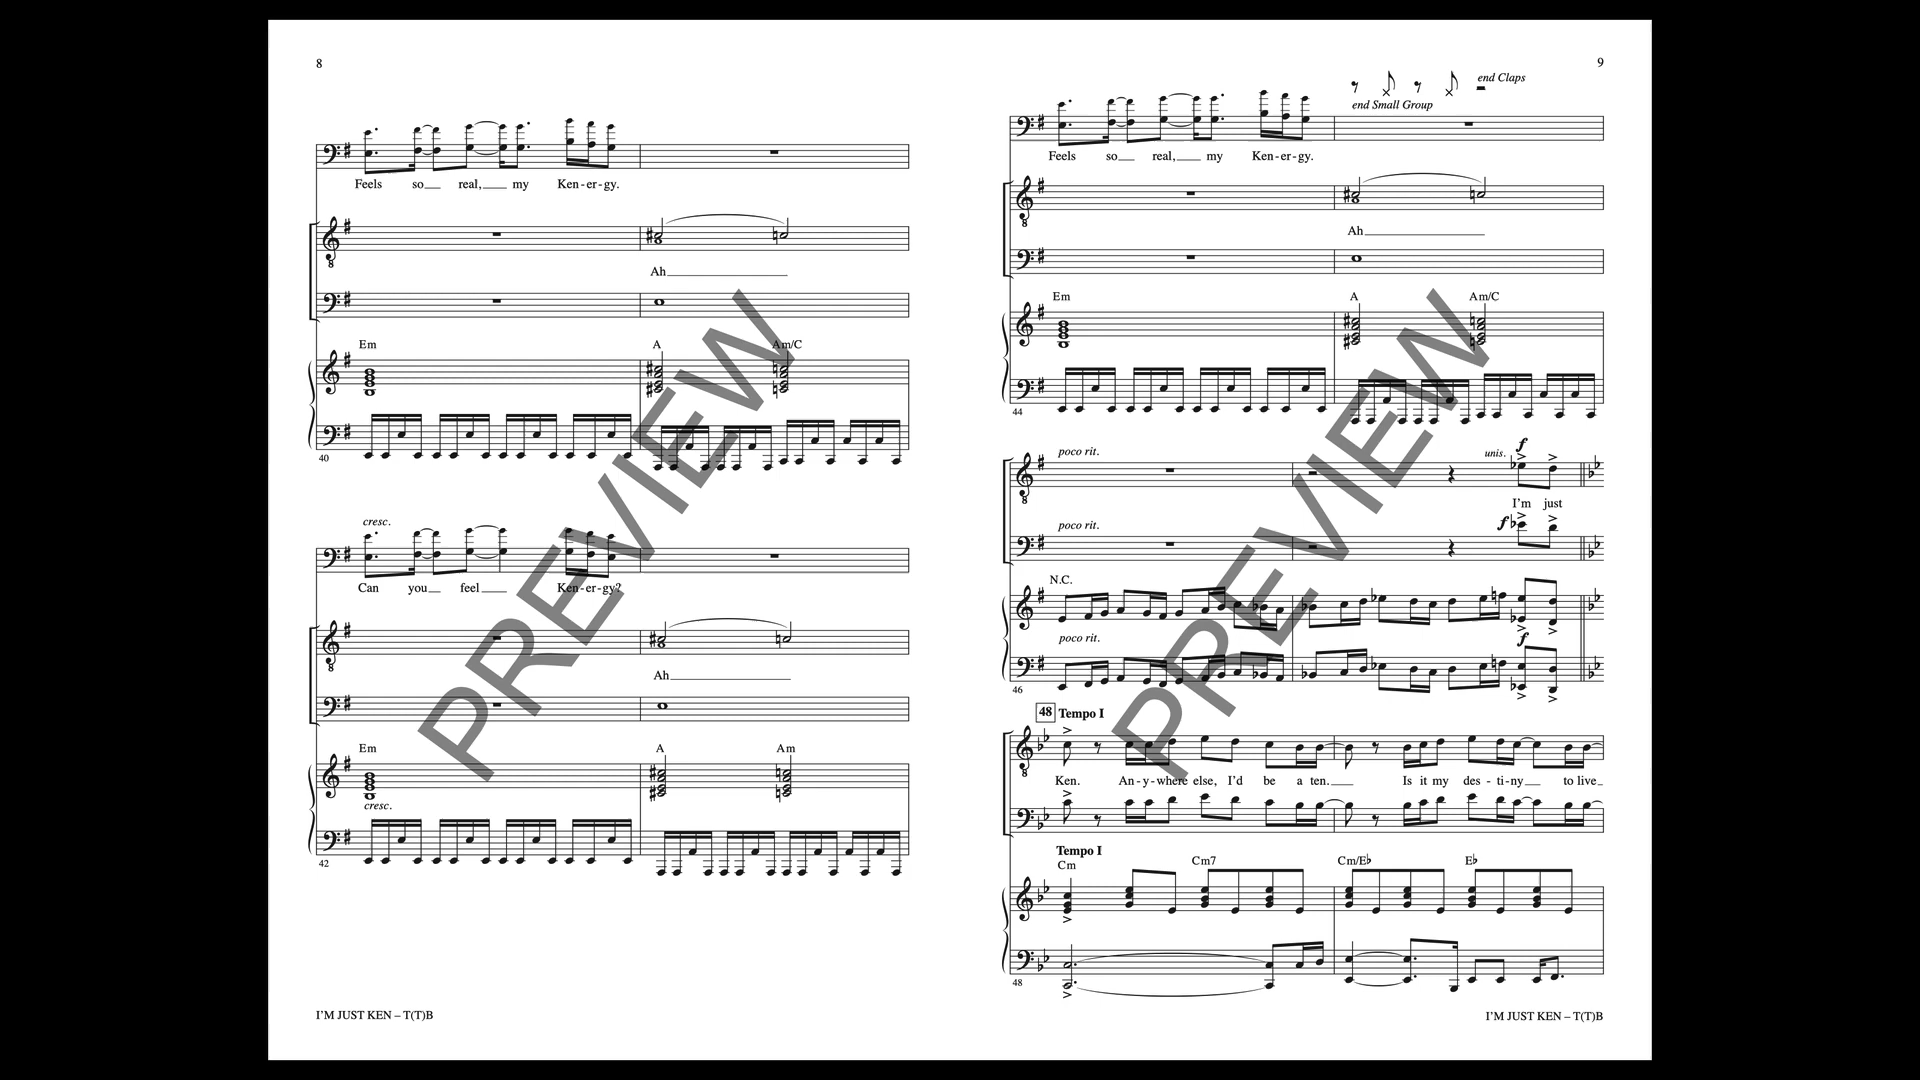 8
Feels so real, my Ken-er-gy.
Ah
Em A Am/C
40
cresc.
Can you feel Ken-er-gy?
Ah
Em A Am
cresc.
42
I'M JUST KEN – T(T)B
9
end Claps
end Small Group
Feels so real, my Ken-er-gy.
Ah
Em A Am/C
44
poco rit. unis. f
I'm just
poco rit. f
N.C.
poco rit. f
46
48 Tempo I
Ken. An-y-where else, I'd be a ten. Is it my des-ti-ny to live
Tempo I
Cm Cm7 Cm/E♭ E♭
48
I'M JUST KEN – T(T)B
PREVIEW
PREVIEW